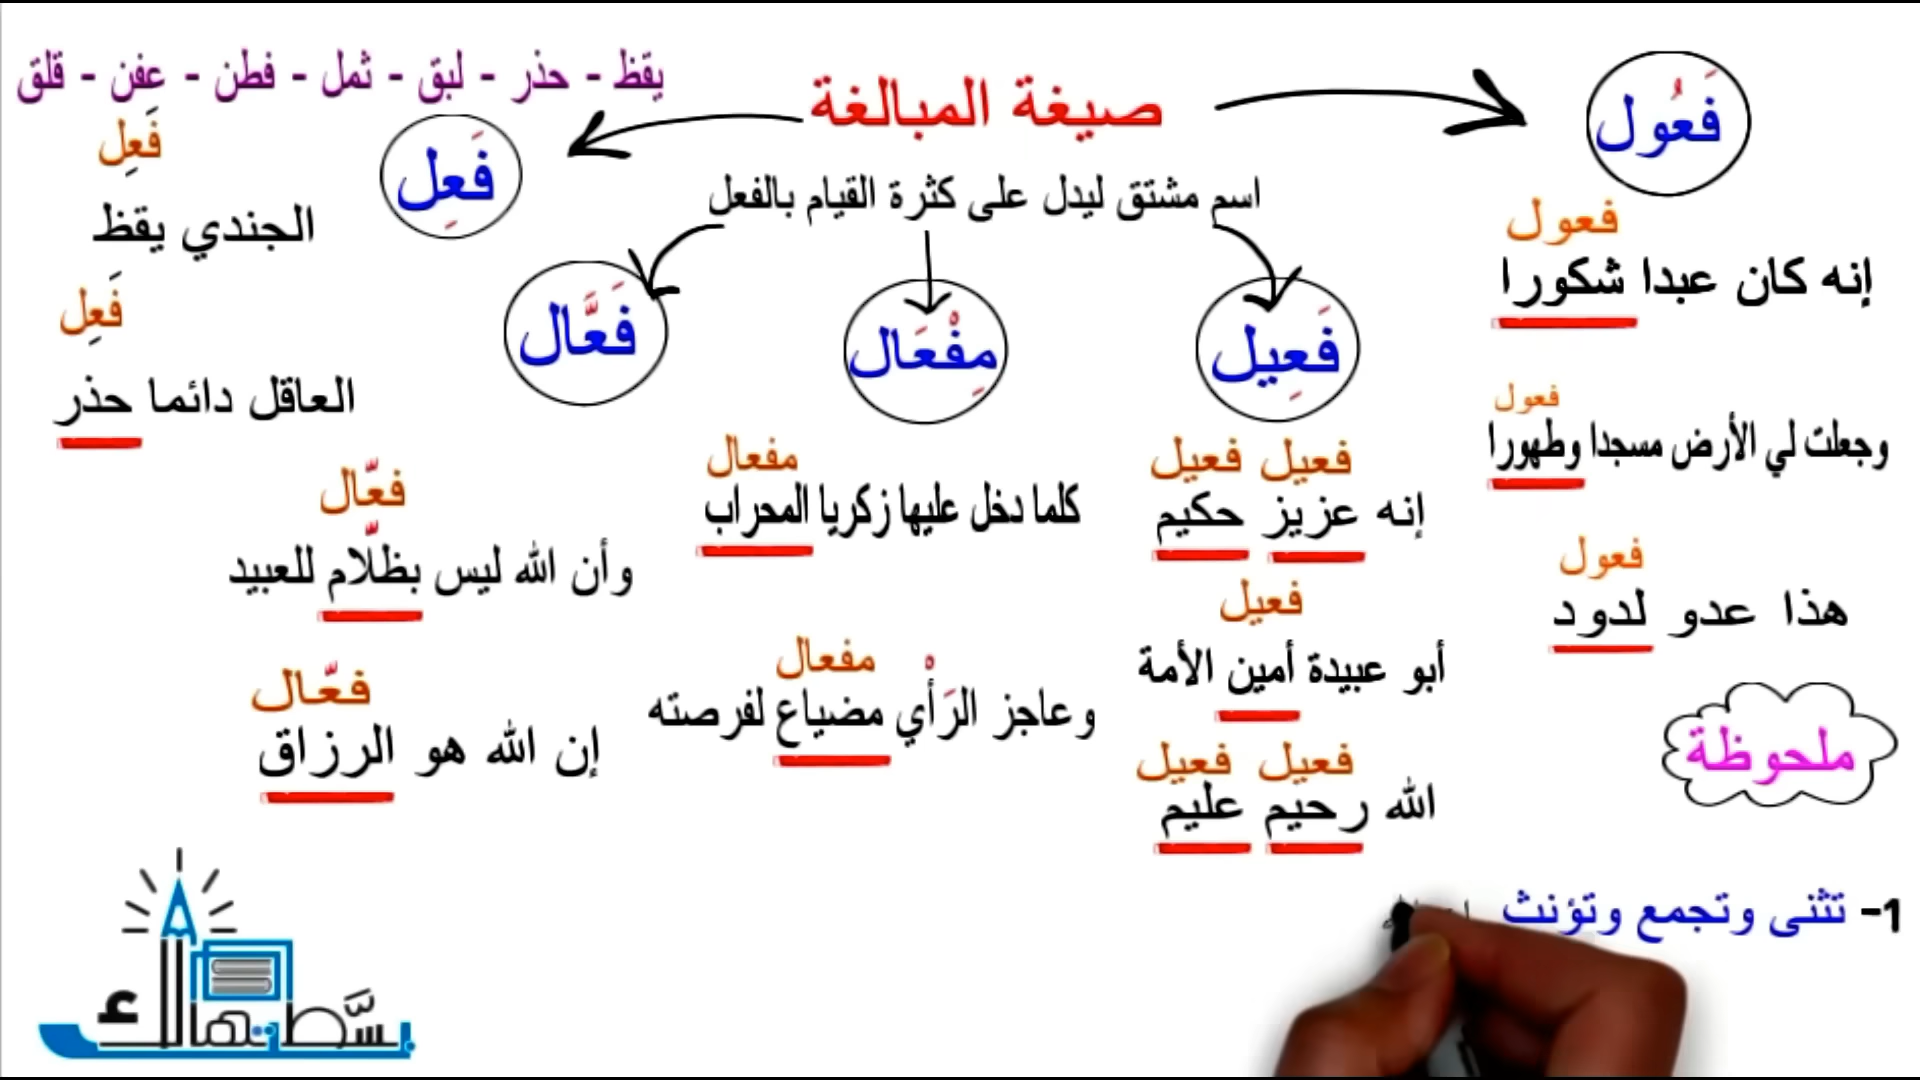 صيغة المبالغة
اسم مشتق ليدل على كثرة القيام بالفعل
فَعُول
فعول
إنه كان عبدا شكورا
فعول
وجعلت لي الأرض مسجدا وطهورا
فعول
هذا عدو لدود
فَعِيل
فعيل فعيل
إنه عزيز حكيم
فعيل
أبو عبيدة أمين الأمة
فعيل فعيل
الله رحيم عليم
مِفْعَال
مفعال
كلما دخل عليها زكريا المحراب
مفعال
وعاجز الرَأْي مضياع لفرصته
فَعَّال
فعّال
وأن الله ليس بظلّام للعبيد
فعّال
إن الله هو الرزاق
فَعِل
يقظ - حذر - لبق - ثمل - فطن - عفن - قلق
فَعِل
الجندي يقظ
فَعِل
العاقل دائما حذر
ملحوظة
1- تثنى وتجمع وتؤنث
بسَّطتهالك